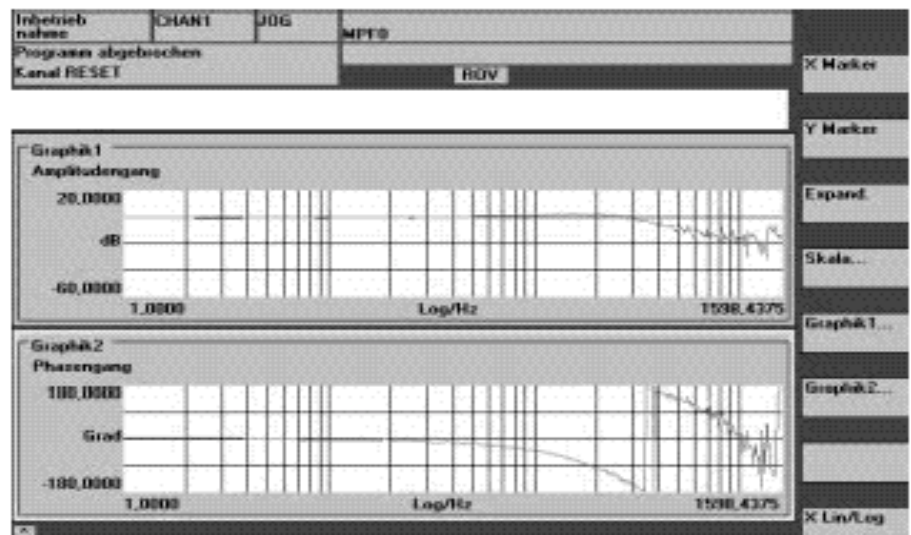 Inbetrieb
nahme
CHAN1
JOG
MPF0
Programm abgebrochen
Kanal RESET
ROV
X Marker
Y Marker
Expand.
Skala...
Graphik1...
Graphik2...
X Lin/Log
Graphik1
Amplitudengang
20,0000
dB
-60,0000
1,0000
Log/Hz
1598,4375
Graphik2
Phasengang
180,0000
Grad
-180,0000
1,0000
Log/Hz
1598,4375
^